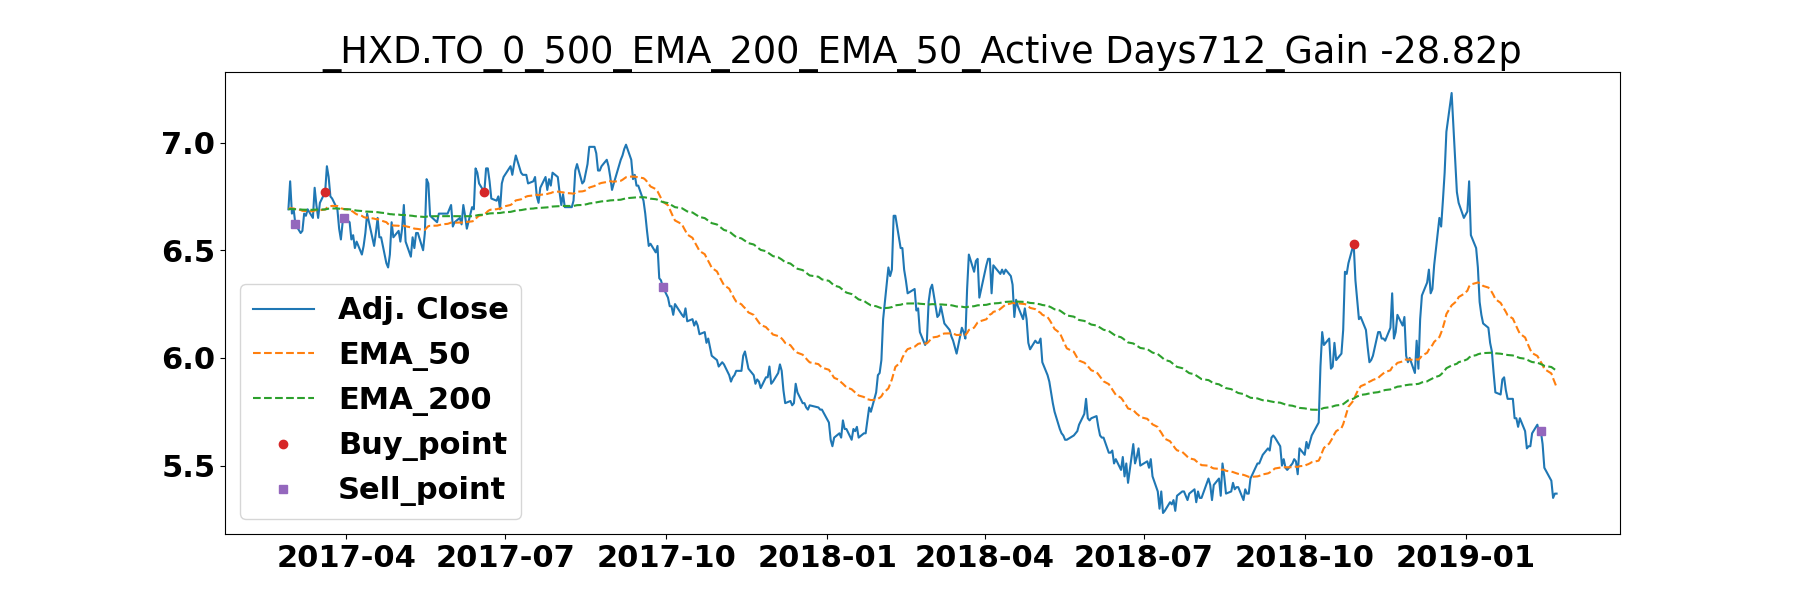 _HXD.TO_0_500_EMA_200_EMA_50_Active Days712_Gain -28.82p
7.0
6.5
6.0
5.5
Adj. Close
EMA_50
EMA_200
Buy_point
Sell_point
2017-04 2017-07 2017-10 2018-01 2018-04 2018-07 2018-10 2019-01